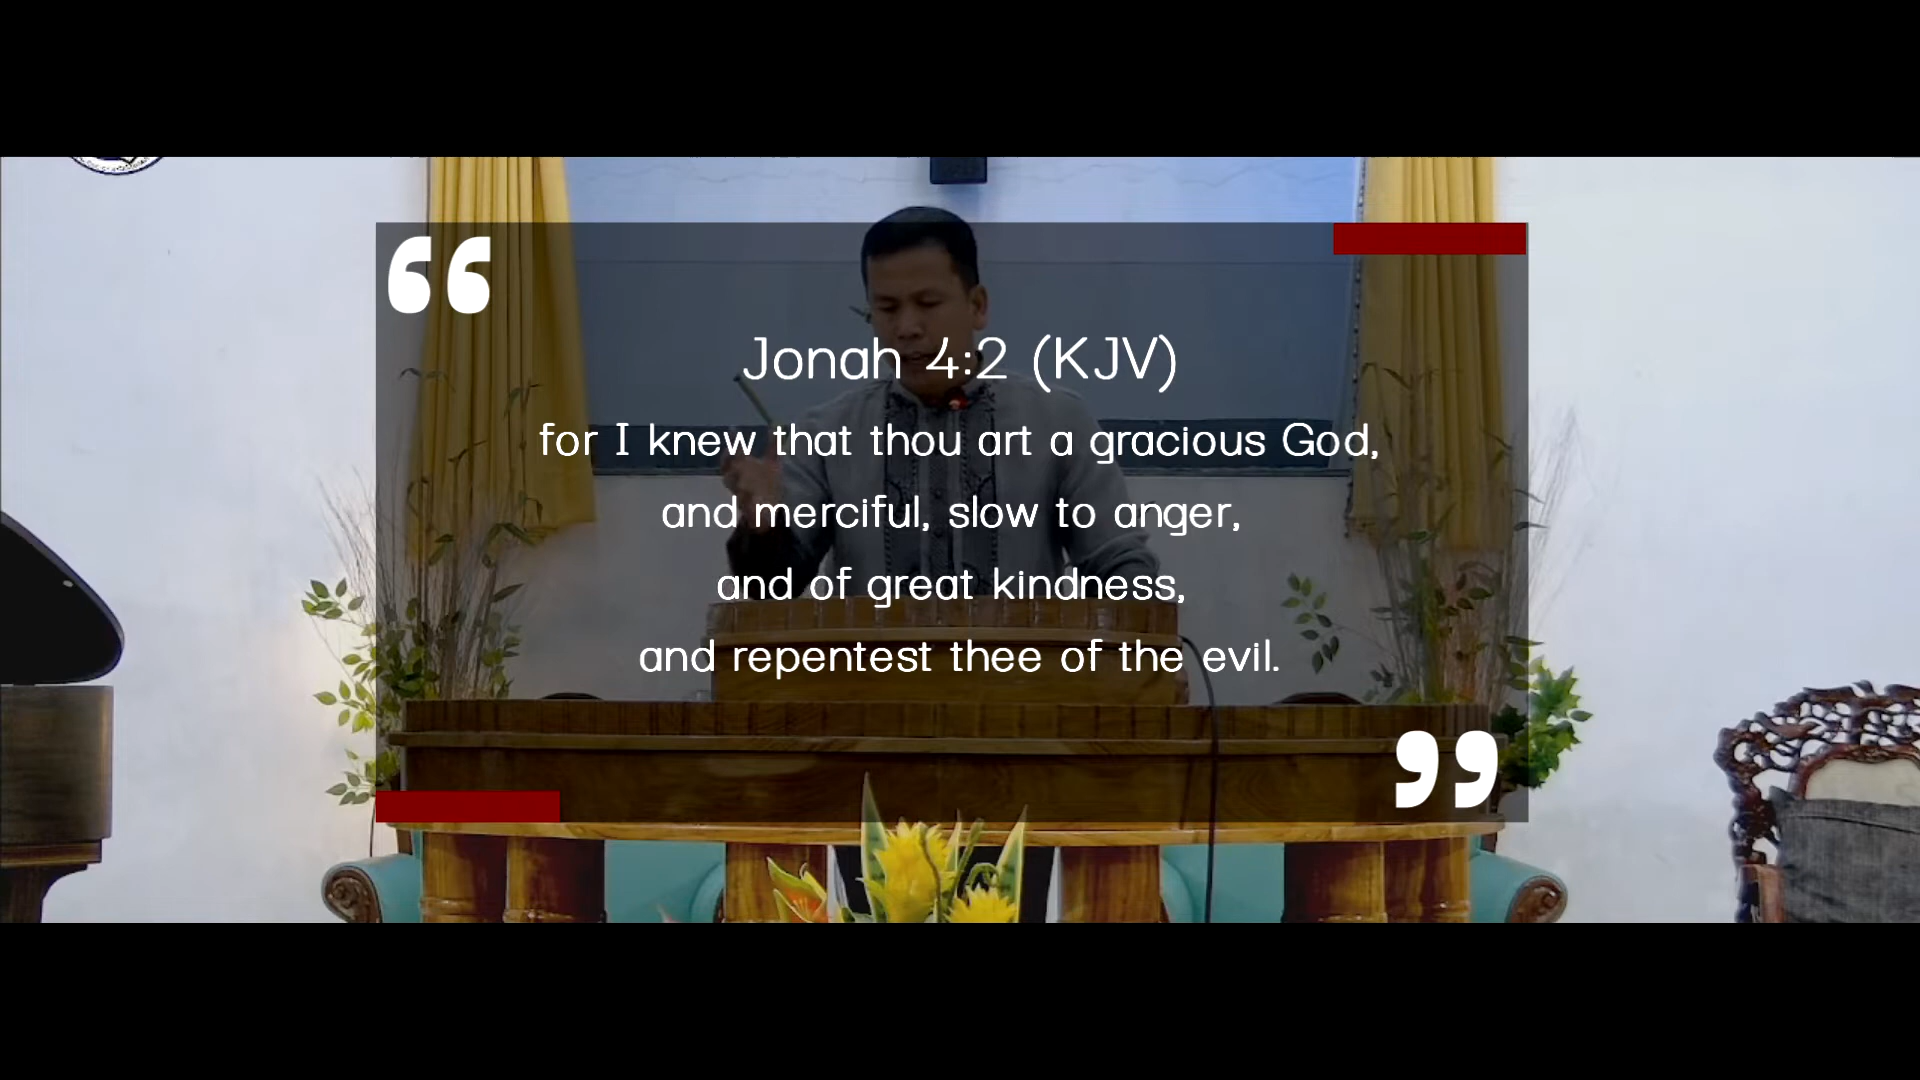 “
Jonah 4:2 (KJV)
for I knew that thou art a gracious God,
and merciful, slow to anger,
and of great kindness,
and repentest thee of the evil.
”